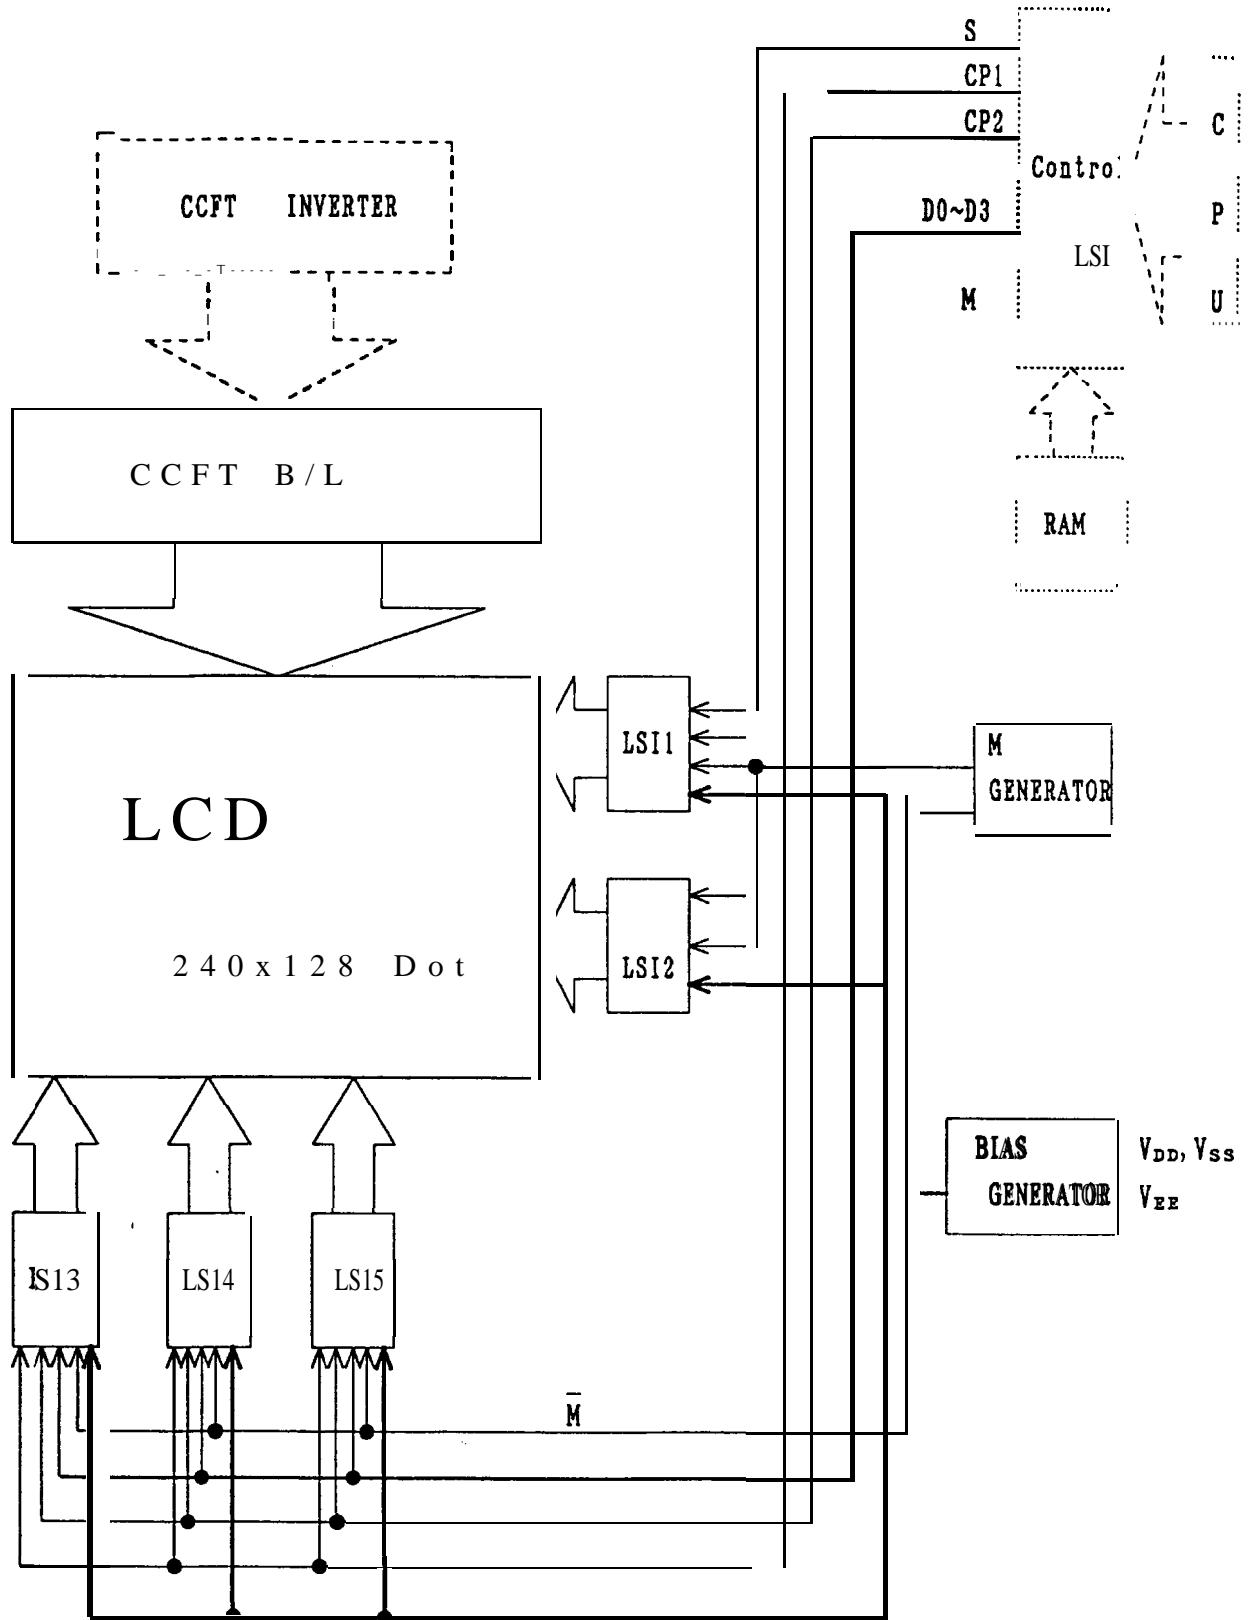 S
CP1
CP2
D0~D3
M
Control
LSI
C
P
U
CCFT INVERTER
CCFT B/L
RAM
LCD
240x128 Dot
LSI1
LSI2
M
GENERATOR
BIAS
GENERATOR
VDD, VSS
VEE
LS13
LS14
LS15
M̅